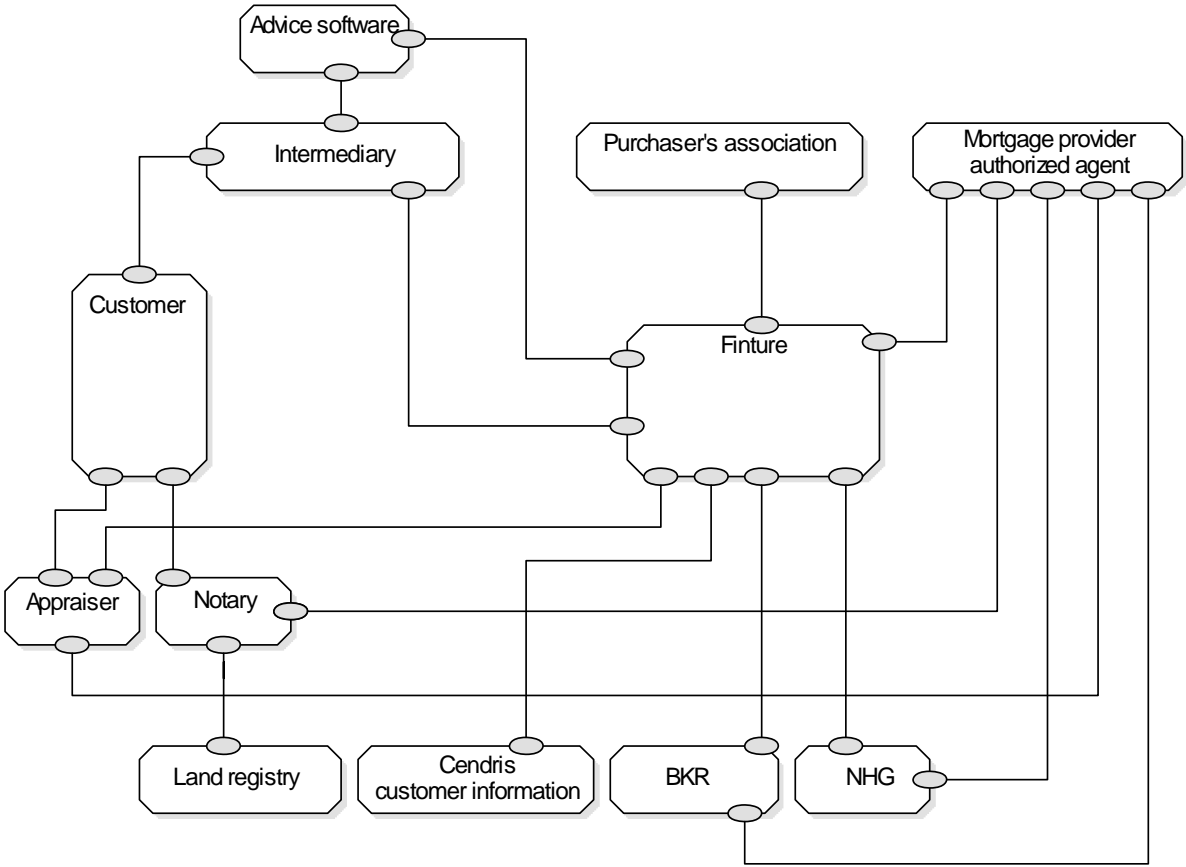 Advice software
Intermediary
Purchaser's association
Mortgage provider
authorized agent
Customer
Finture
Appraiser
Notary
Land registry
Cendris
customer information
BKR
NHG